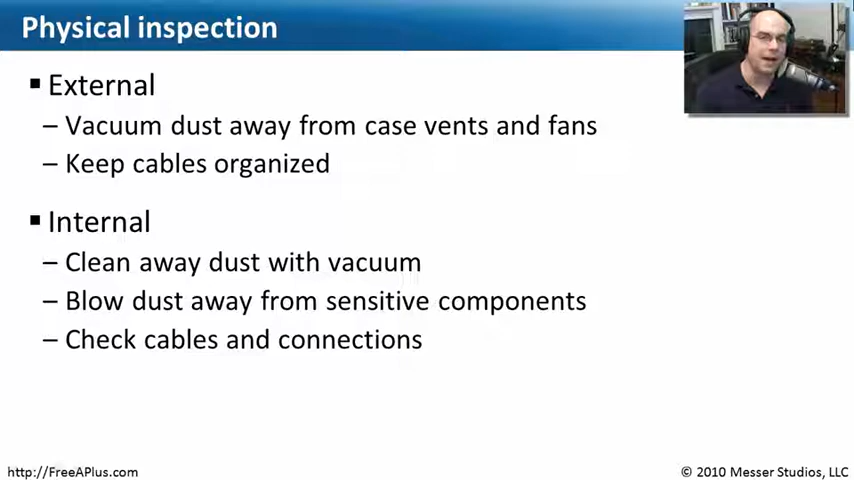 Physical inspection
▪ External
– Vacuum dust away from case vents and fans
– Keep cables organized
▪ Internal
– Clean away dust with vacuum
– Blow dust away from sensitive components
– Check cables and connections
http://FreeAPlus.com
© 2010 Messer Studios, LLC